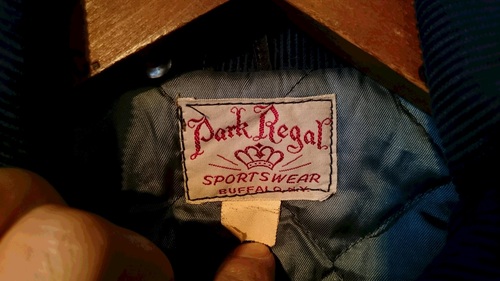 Park Regal
SPORTSWEAR
BUFFALO, N.Y.